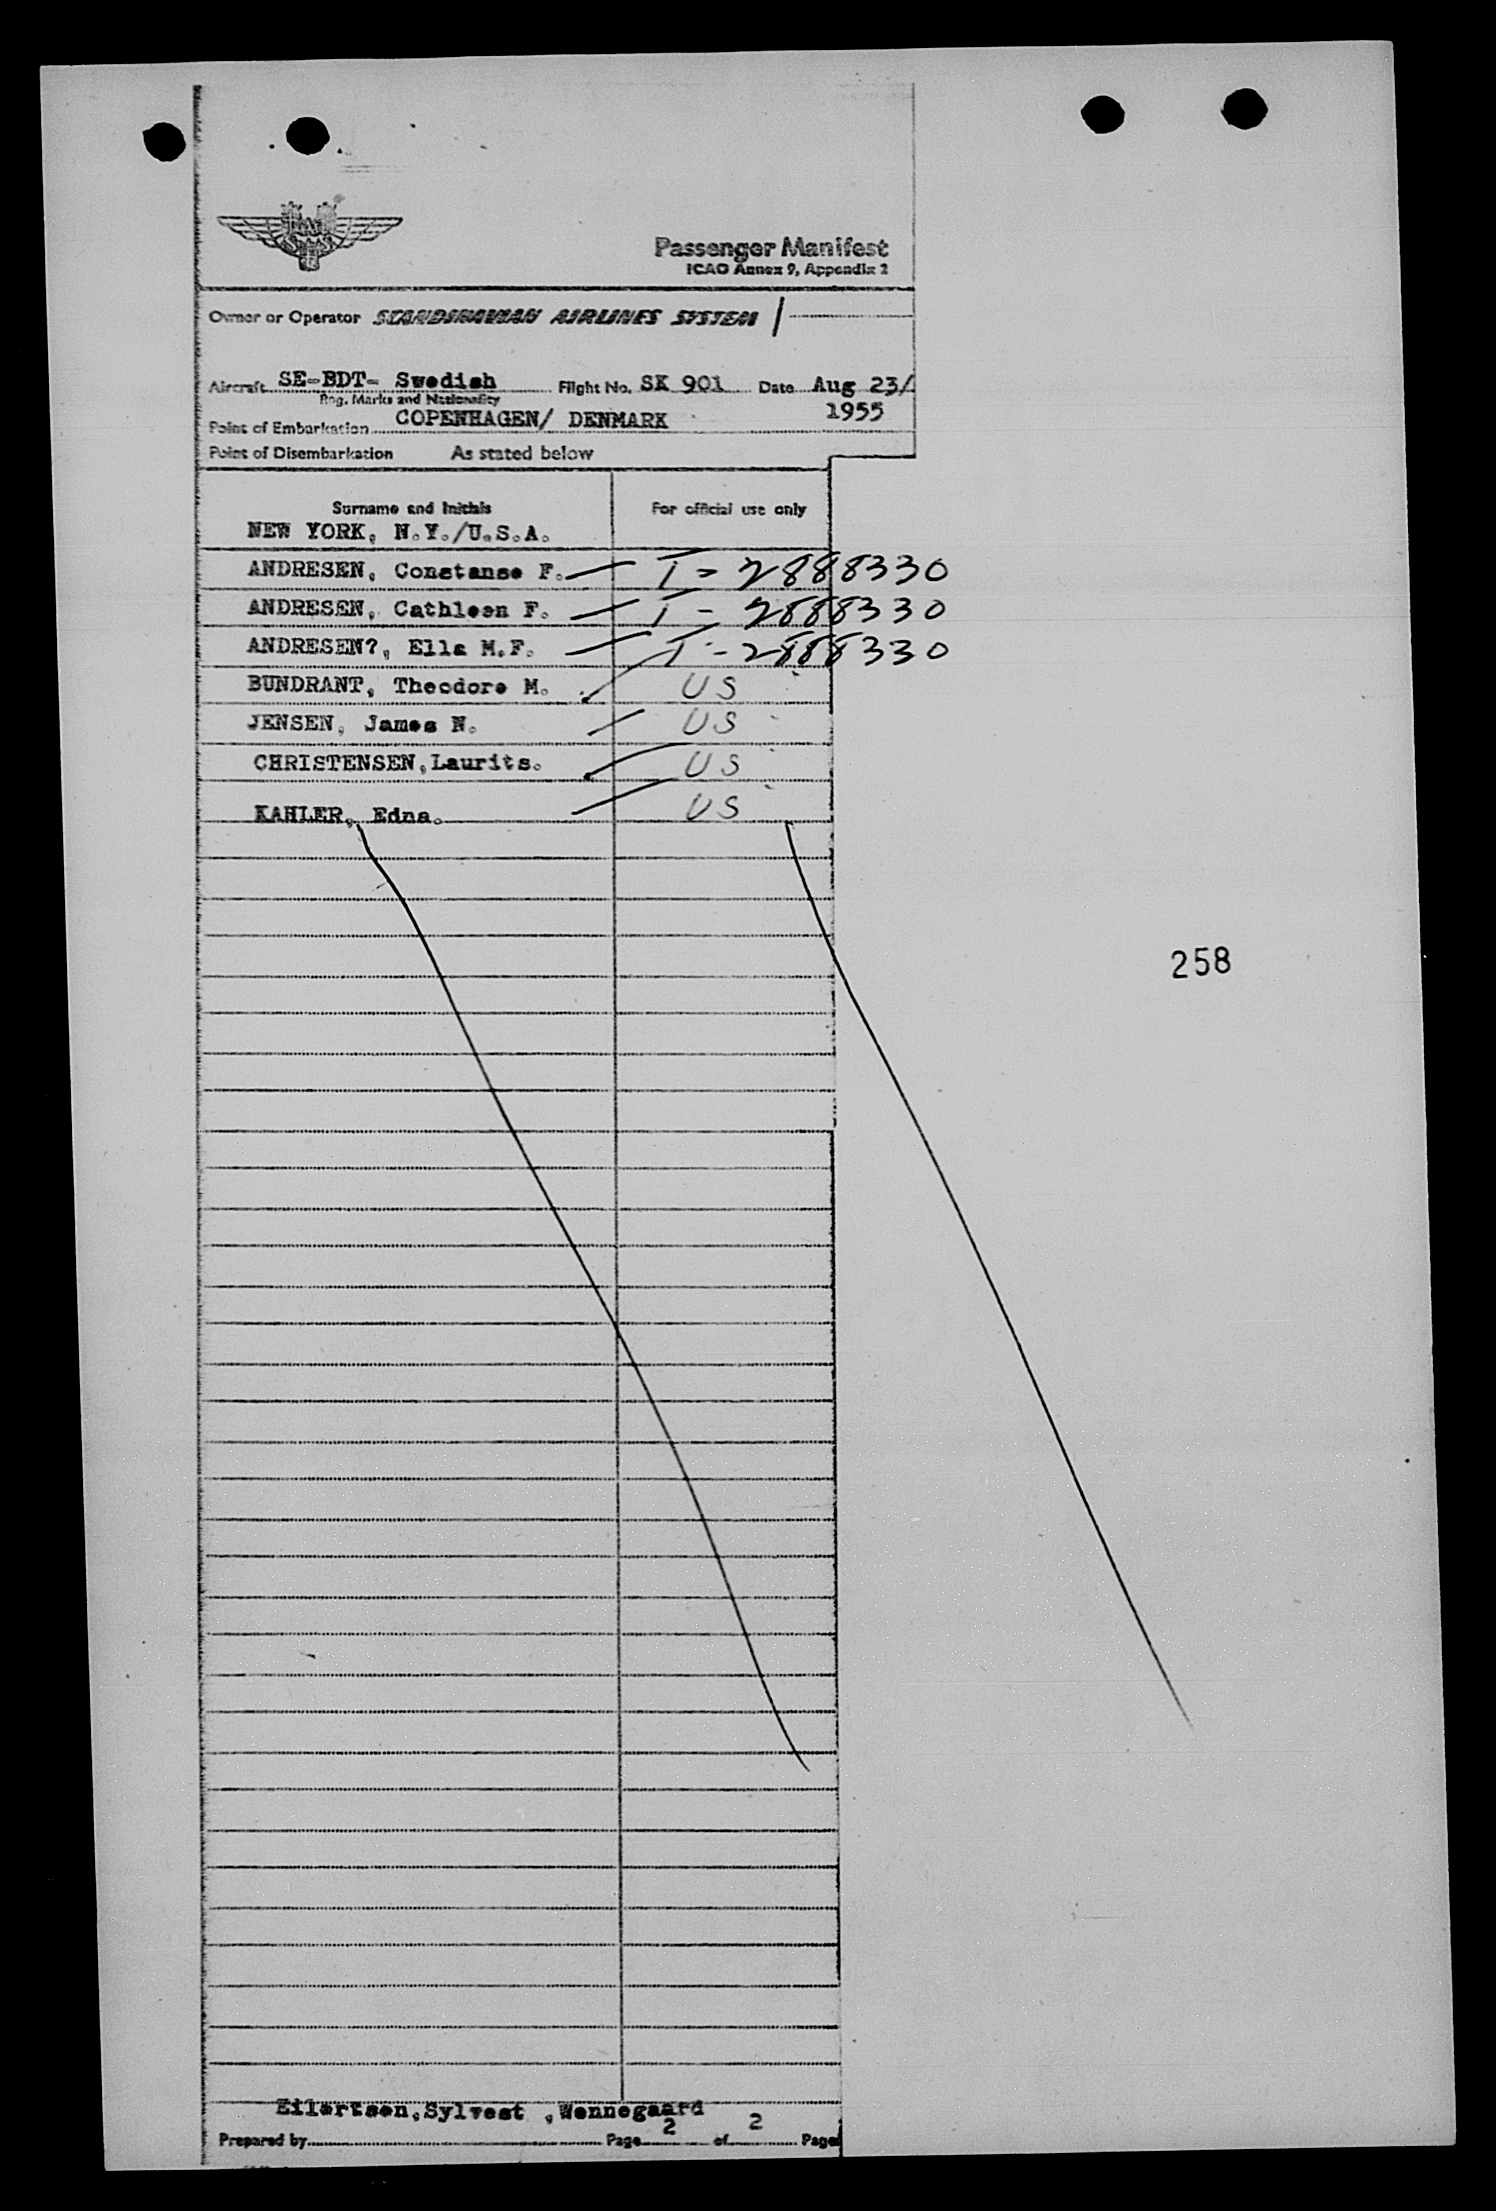 Passenger Manifest
ICAO Annex 9, Appendix 2
Owner or Operator SCANDINAVIAN AIRLINES SYSTEM /
Aircraft SE-BDT- Swedish Flight No. SK 901 Date Aug 23/
Reg. Marks and Nationality 1955
Point of Embarkation COPENHAGEN/ DENMARK
Point of Disembarkation As stated below
Surname and Initials For official use only
NEW YORK, N.Y./U.S.A.
ANDRESEN, Constanse F. T - 2888330
ANDRESEN, Cathleen F. T - 2888330
ANDRESEN?, Ella M.F. T - 2888330
BUNDRANT, Theodore M. US
JENSEN, James N. US
CHRISTENSEN,Laurits. US
KAHLER, Edna. US
258
Eilertsen,Sylvest ,Wennegaard
Prepared by Page 2 of 2 Pages